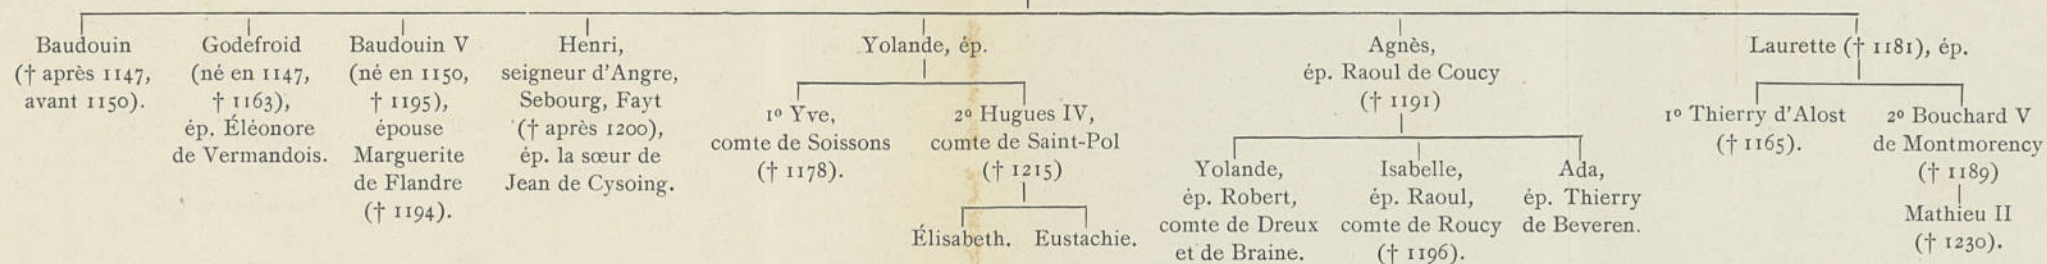 Baudouin
(† après 1147,
avant 1150).
Godefroid
(né en 1147,
† 1163),
ép. Éléonore
de Vermandois.
Baudouin V
(né en 1150,
† 1195),
épouse
Marguerite
de Flandre
(† 1194).
Henri,
seigneur d'Angre,
Sebourg, Fayt
(† après 1200),
ép. la sœur de
Jean de Cysoing.
Yolande, ép.
1º Yve,
comte de Soissons
(† 1178).
2º Hugues IV,
comte de Saint-Pol
(† 1215)
Élisabeth.
Eustachie.
Agnès,
ép. Raoul de Coucy
(† 1191)
Yolande,
ép. Robert,
comte de Dreux
et de Braine.
Isabelle,
ép. Raoul,
comte de Roucy
(† 1196).
Ada,
ép. Thierry
de Beveren.
Laurette († 1181), ép.
1º Thierry d'Alost
(† 1165).
2º Bouchard V
de Montmorency
(† 1189)
Mathieu II
(† 1230).